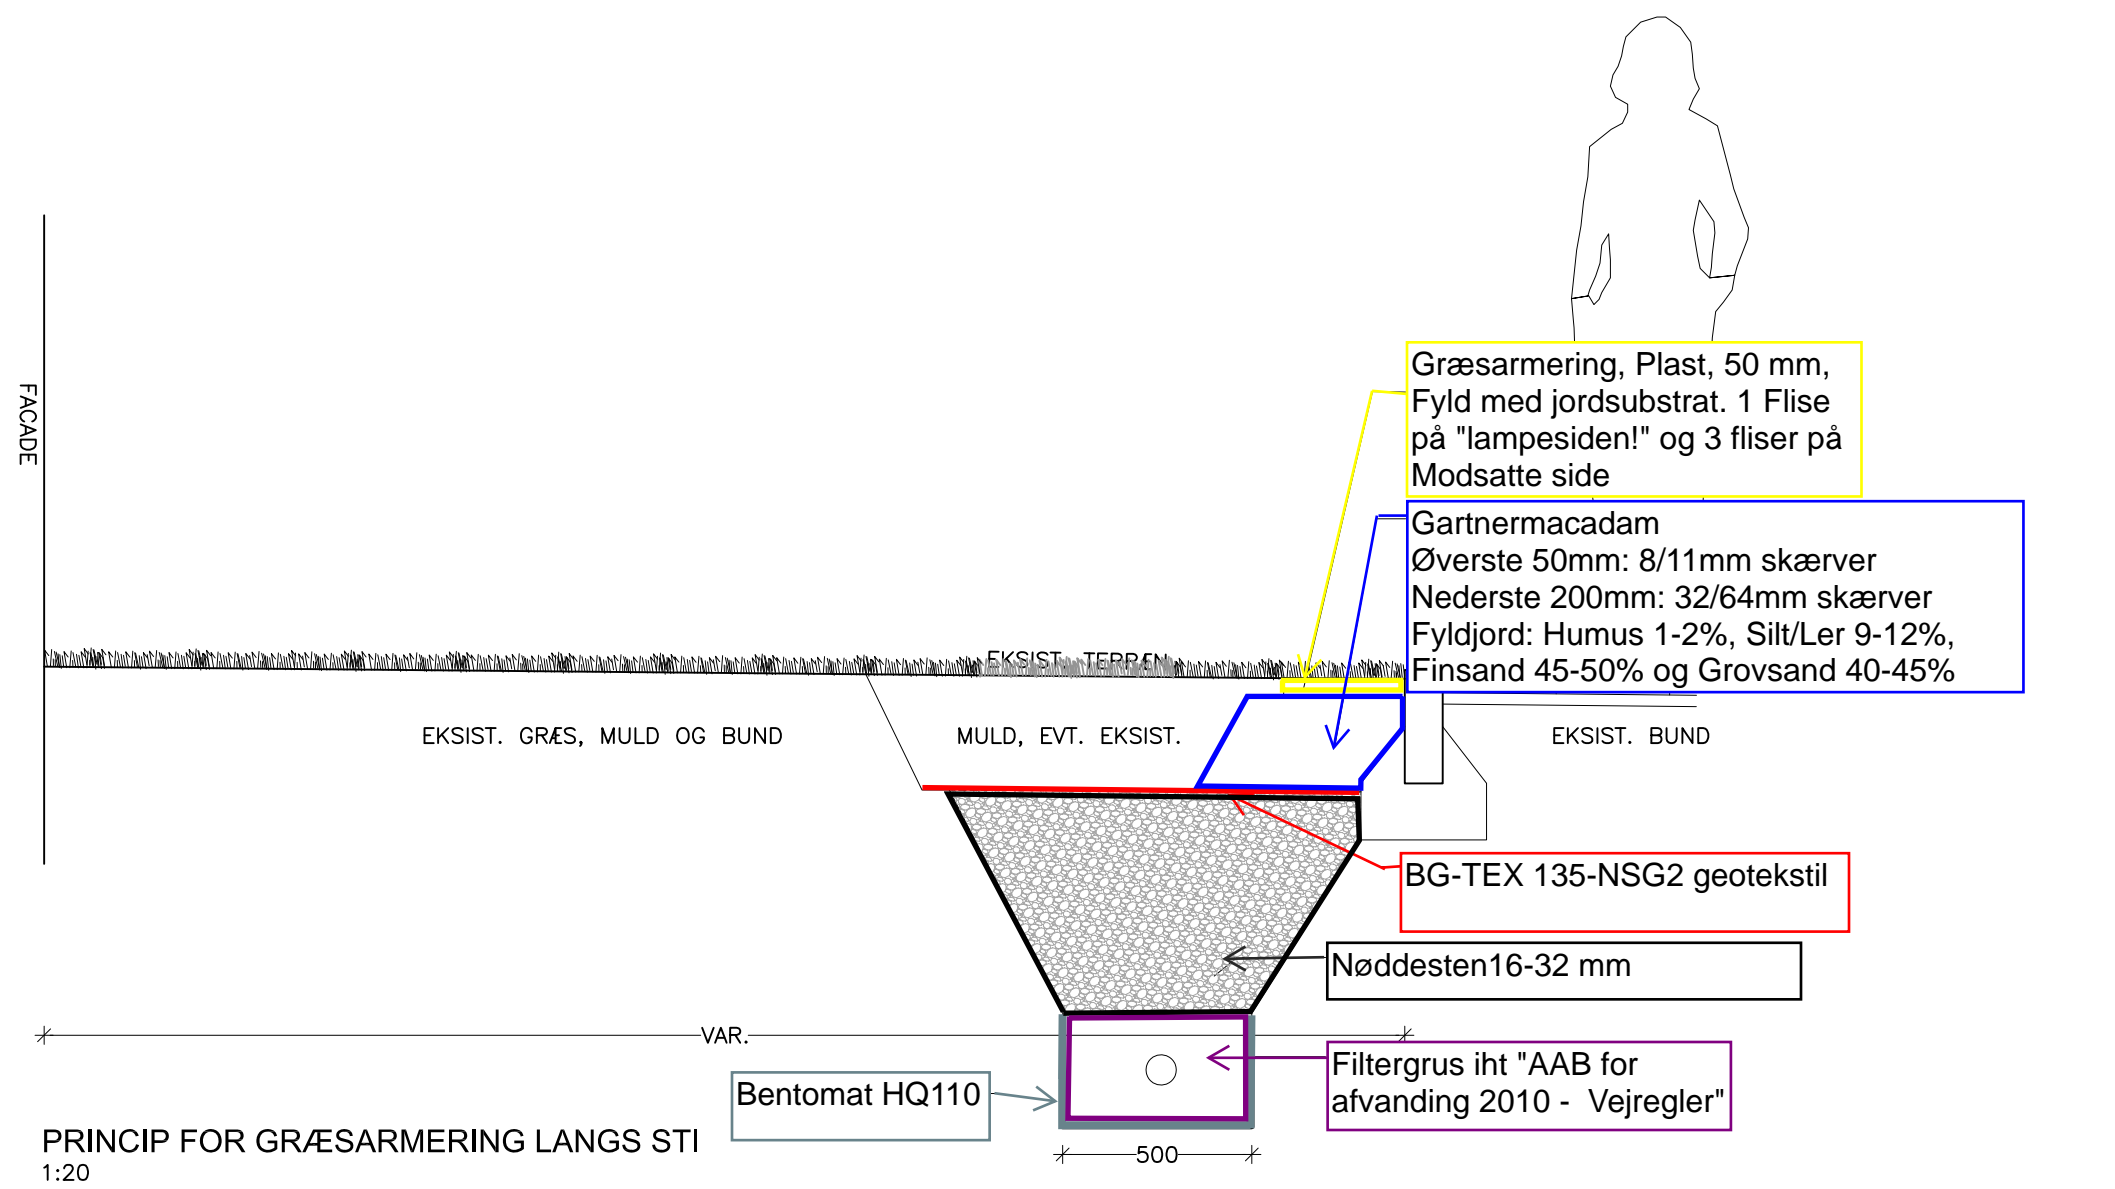 FACADE
Græsarmering, Plast, 50 mm,
Fyld med jordsubstrat. 1 Flise
på "lampesiden!" og 3 fliser på
Modsatte side
Gartnermacadam
Øverste 50mm: 8/11mm skærver
Nederste 200mm: 32/64mm skærver
Fyldjord: Humus 1-2%, Silt/Ler 9-12%,
Finsand 45-50% og Grovsand 40-45%
EKSIST. TERRÆN
EKSIST. GRÆS, MULD OG BUND
MULD, EVT. EKSIST.
EKSIST. BUND
BG-TEX 135-NSG2 geotekstil
Nøddesten16-32 mm
VAR.
Filtergrus iht "AAB for
afvanding 2010 - Vejregler"
Bentomat HQ110
500
PRINCIP FOR GRÆSARMERING LANGS STI
1:20